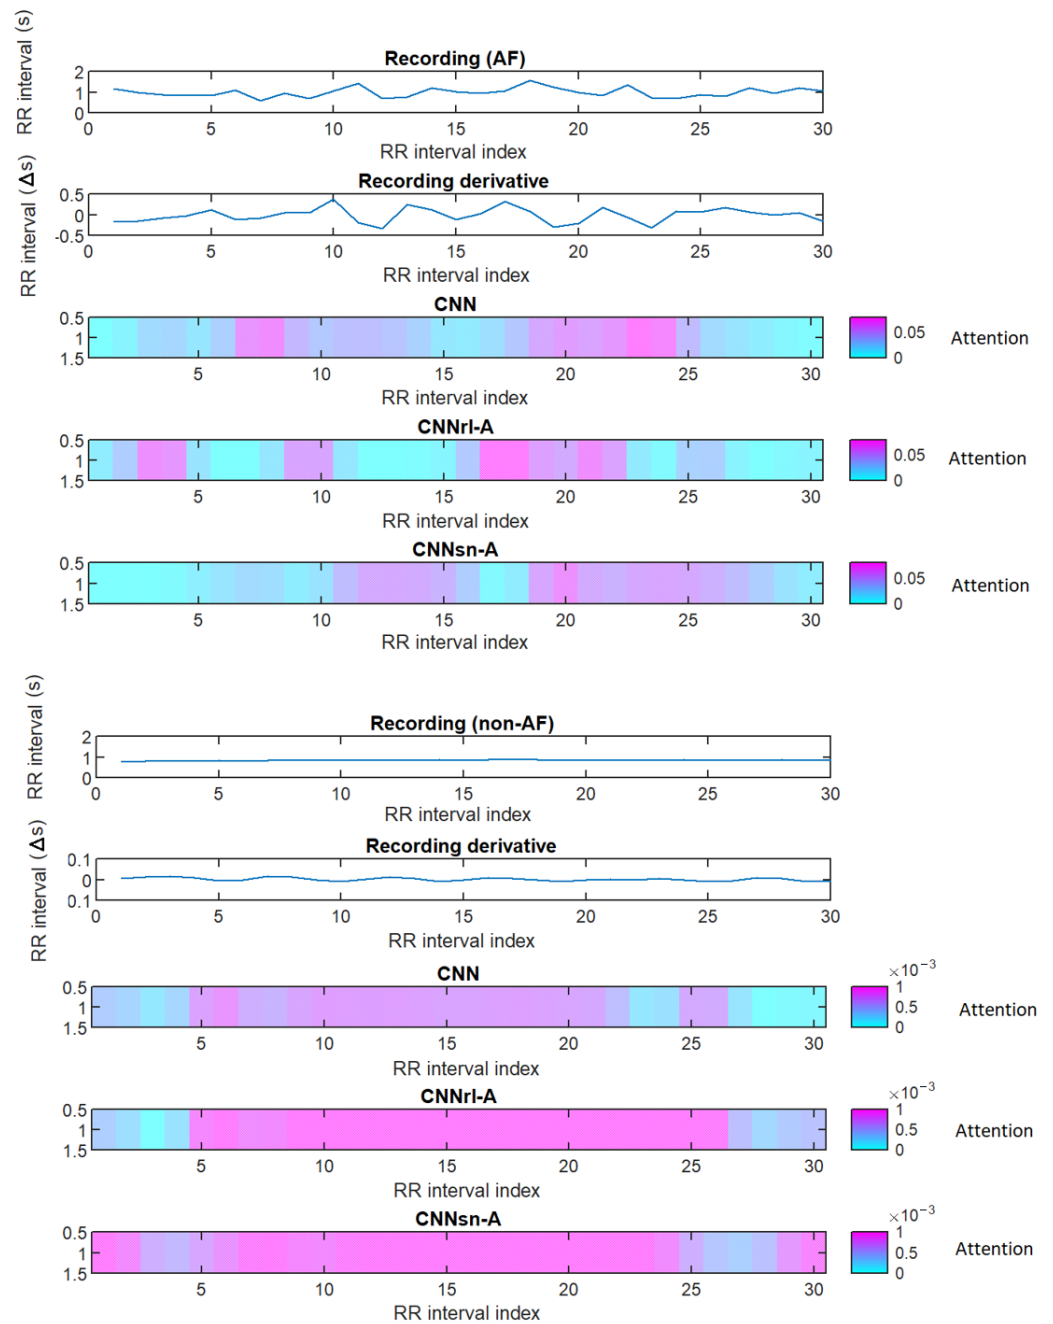 Recording (AF)
RR interval (s)
2
1
0
0 5 10 15 20 25 30
RR interval index
Recording derivative
RR interval (Δs)
0.5
0
-0.5
0 5 10 15 20 25 30
RR interval index
CNN
0.5
1
1.5
5 10 15 20 25 30
RR interval index
0.05
0
Attention
CNNrl-A
0.5
1
1.5
5 10 15 20 25 30
RR interval index
0.05
0
Attention
CNNsn-A
0.5
1
1.5
5 10 15 20 25 30
RR interval index
0.05
0
Attention
Recording (non-AF)
RR interval (s)
2
1
0
0 5 10 15 20 25 30
RR interval index
Recording derivative
RR interval (Δs)
0.1
0
0.1
0 5 10 15 20 25 30
RR interval index
CNN
0.5
1
1.5
5 10 15 20 25 30
RR interval index
×10⁻³
1
0.5
0
Attention
CNNrl-A
0.5
1
1.5
5 10 15 20 25 30
RR interval index
×10⁻³
1
0.5
0
Attention
CNNsn-A
0.5
1
1.5
5 10 15 20 25 30
RR interval index
×10⁻³
1
0.5
0
Attention